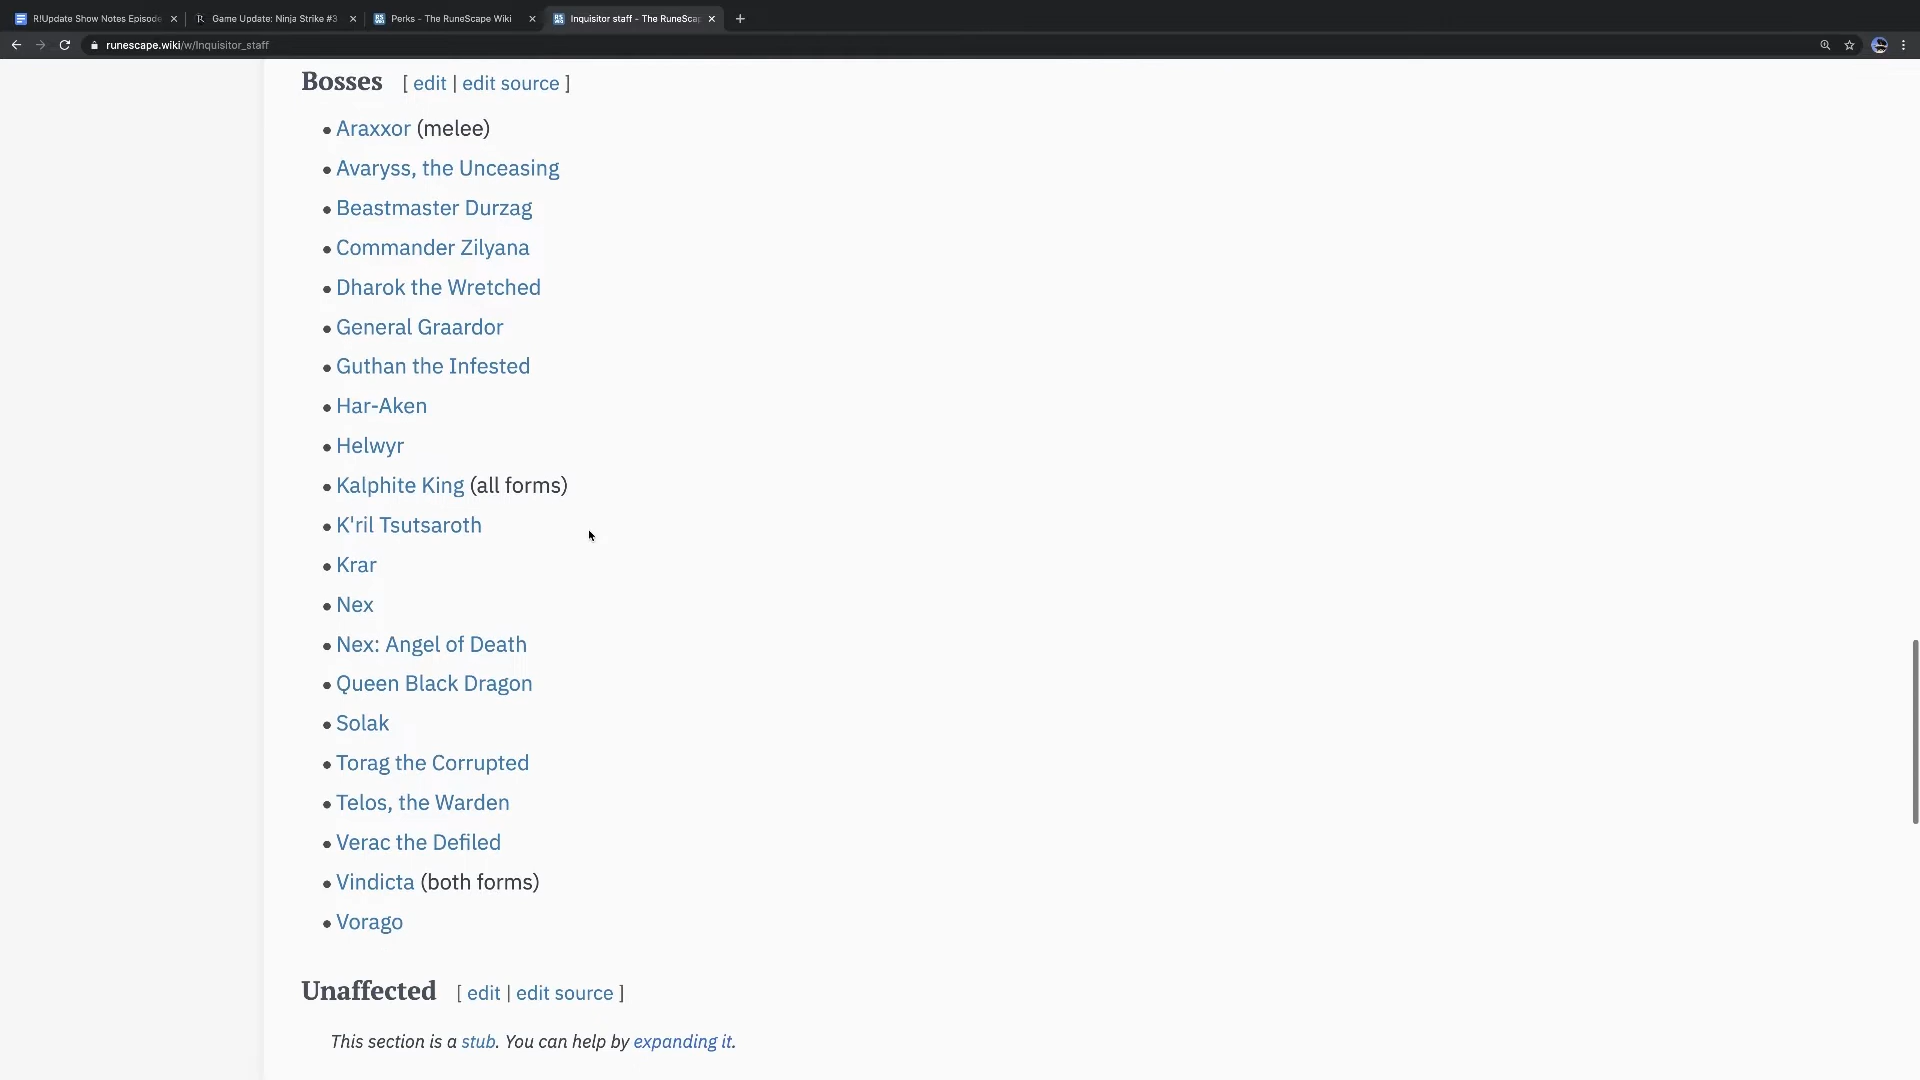 R!Update Show Notes Episode
Game Update: Ninja Strike #3
Perks - The RuneScape Wiki
Inquisitor staff - The RuneScap
runescape.wiki/w/Inquisitor_staff
Bosses [ edit | edit source ]
Araxxor (melee)
Avaryss, the Unceasing
Beastmaster Durzag
Commander Zilyana
Dharok the Wretched
General Graardor
Guthan the Infested
Har-Aken
Helwyr
Kalphite King (all forms)
K'ril Tsutsaroth
Krar
Nex
Nex: Angel of Death
Queen Black Dragon
Solak
Torag the Corrupted
Telos, the Warden
Verac the Defiled
Vindicta (both forms)
Vorago
Unaffected [ edit | edit source ]
This section is a stub. You can help by expanding it.